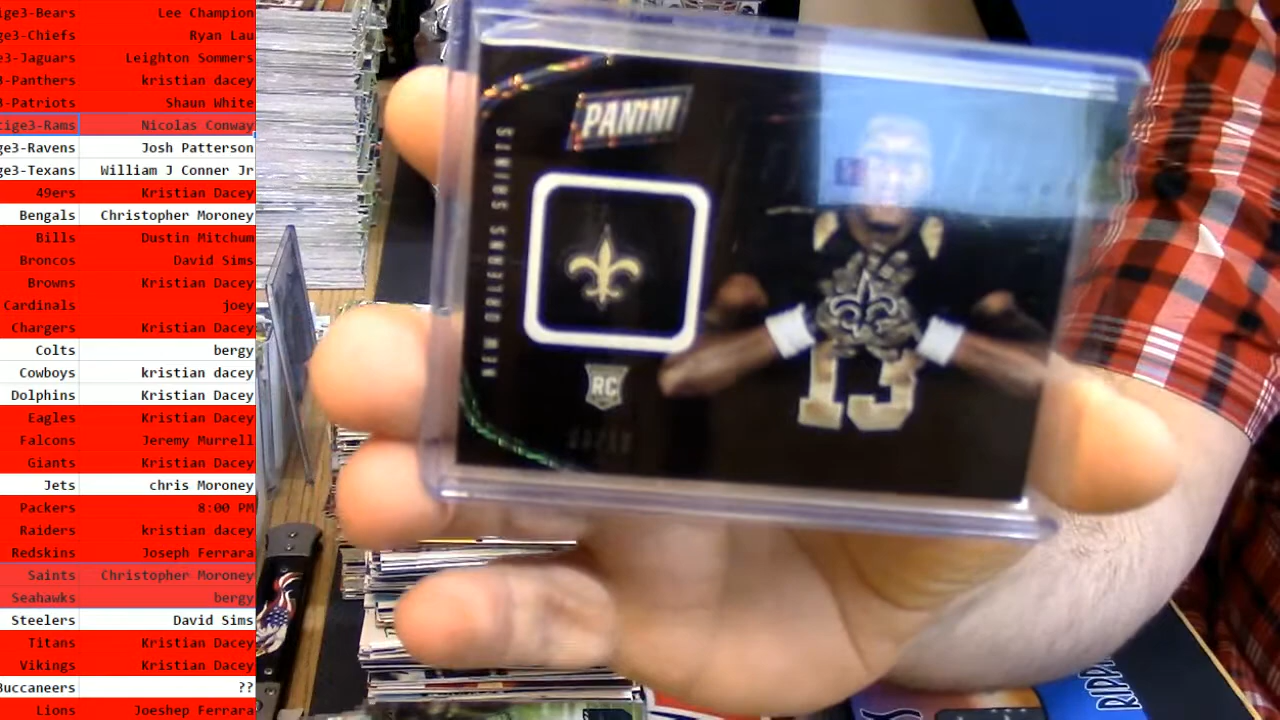 ige3-Bears Lee Champion
ge3-Chiefs Ryan Lau
e3-Jaguars Leighton Sommers
3-Panthers kristian dacey
3-Patriots Shaun White
tige3-Rams Nicolas Conway
ge3-Ravens Josh Patterson
ge3-Texans William J Conner Jr
49ers Kristian Dacey
Bengals Christopher Moroney
Bills Dustin Mitchum
Broncos David Sims
Browns Kristian Dacey
Cardinals joey
Chargers Kristian Dacey
Colts bergy
Cowboys kristian dacey
Dolphins Kristian Dacey
Eagles Kristian Dacey
Falcons Jeremy Murrell
Giants Kristian Dacey
Jets chris Moroney
Packers 8:00 PM
Raiders kristian dacey
Redskins Joseph Ferrara
Saints Christopher Moroney
Seahawks bergy
Steelers David Sims
Titans Kristian Dacey
Vikings Kristian Dacey
Buccaneers ??
Lions Joeshep Ferrara
PANINI
NEW ORLEANS SAINTS
RC
13
RIPP